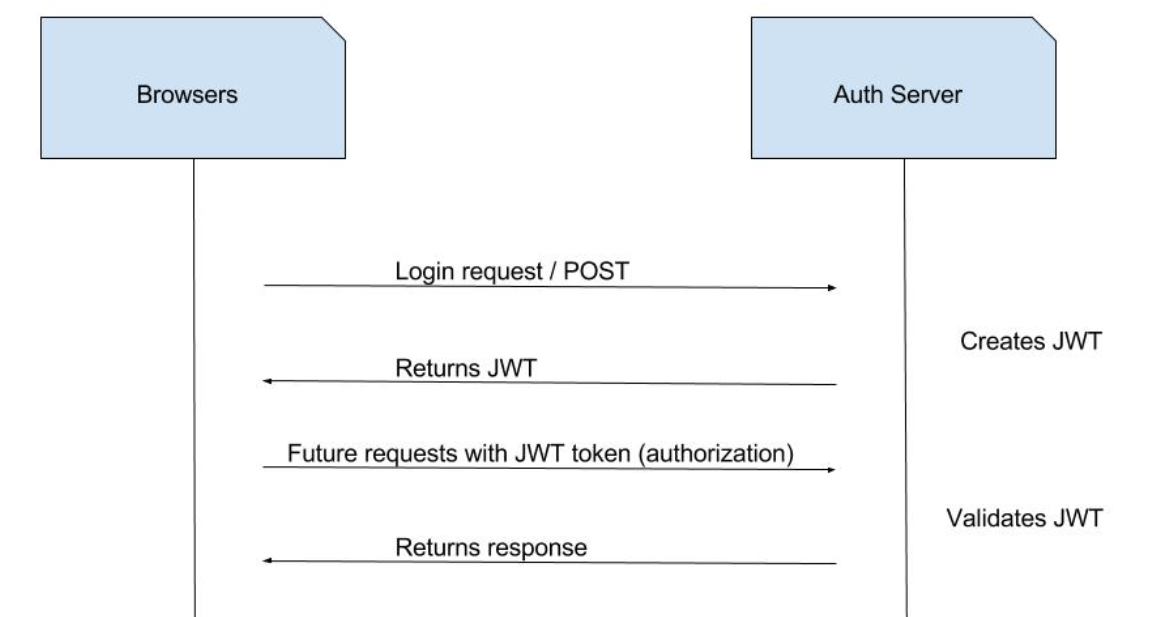 Browsers
Auth Server
Login request / POST
Creates JWT
Returns JWT
Future requests with JWT token (authorization)
Validates JWT
Returns response